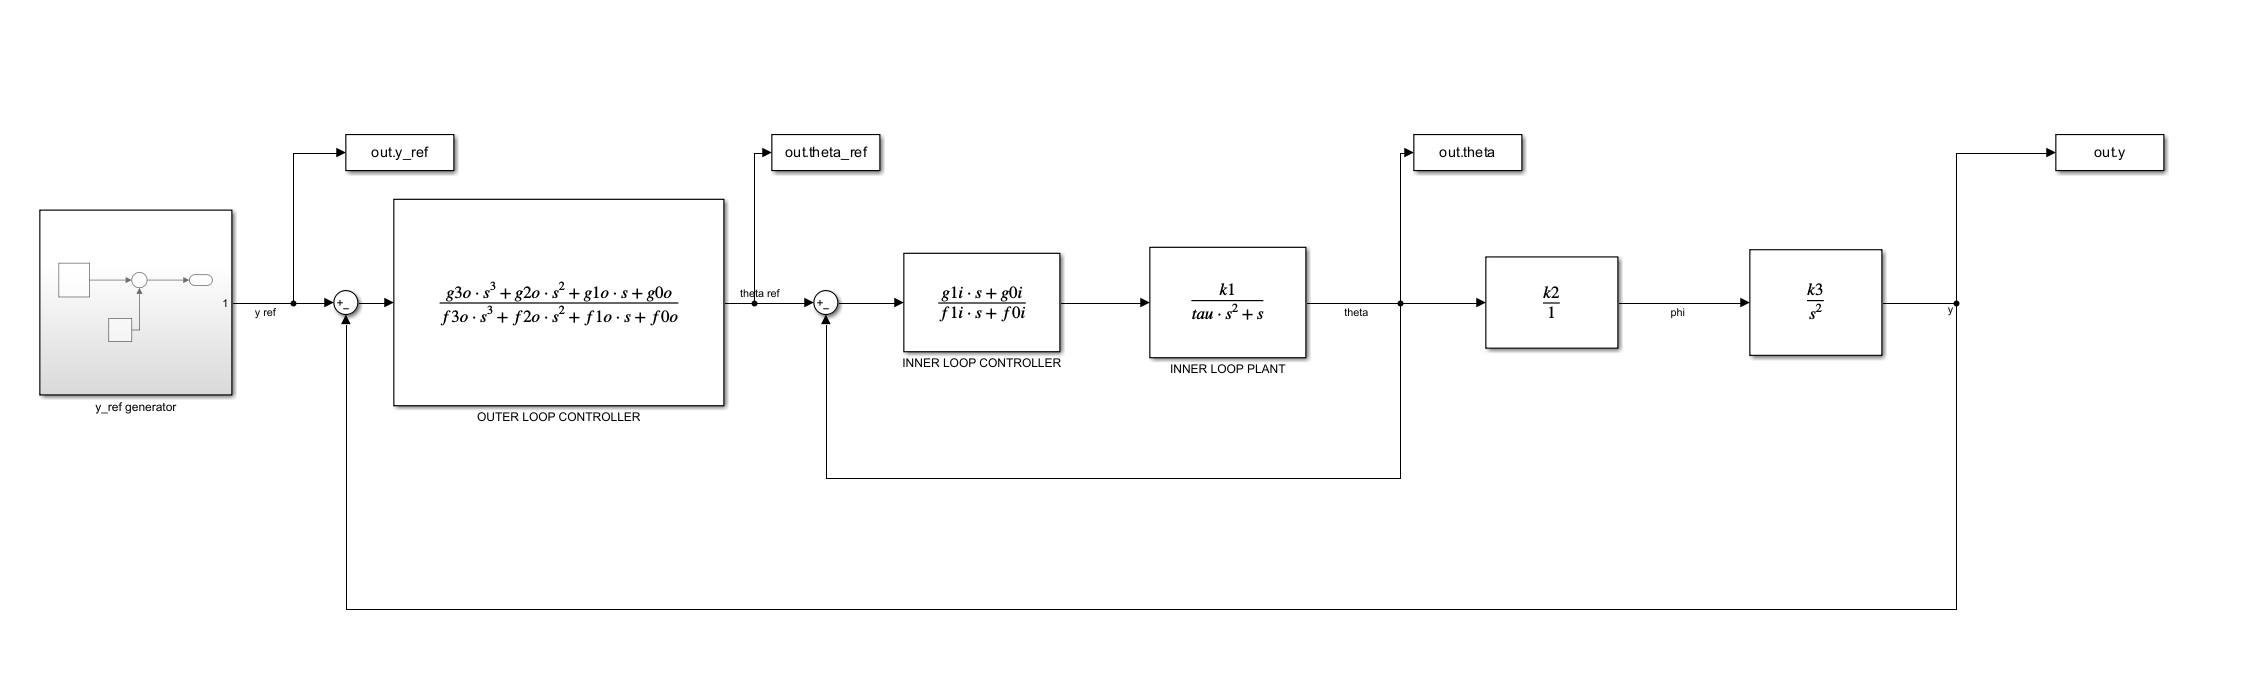 out.y_ref
out.theta_ref
out.theta
out.y
1
y ref
y_ref generator
+
−
g3o · s³ + g2o · s² + g1o · s + g0o
f3o · s³ + f2o · s² + f1o · s + f0o
OUTER LOOP CONTROLLER
theta ref
+
−
g1i · s + g0i
f1i · s + f0i
INNER LOOP CONTROLLER
k1
tau · s² + s
INNER LOOP PLANT
theta
k2
1
phi
k3
s²
y